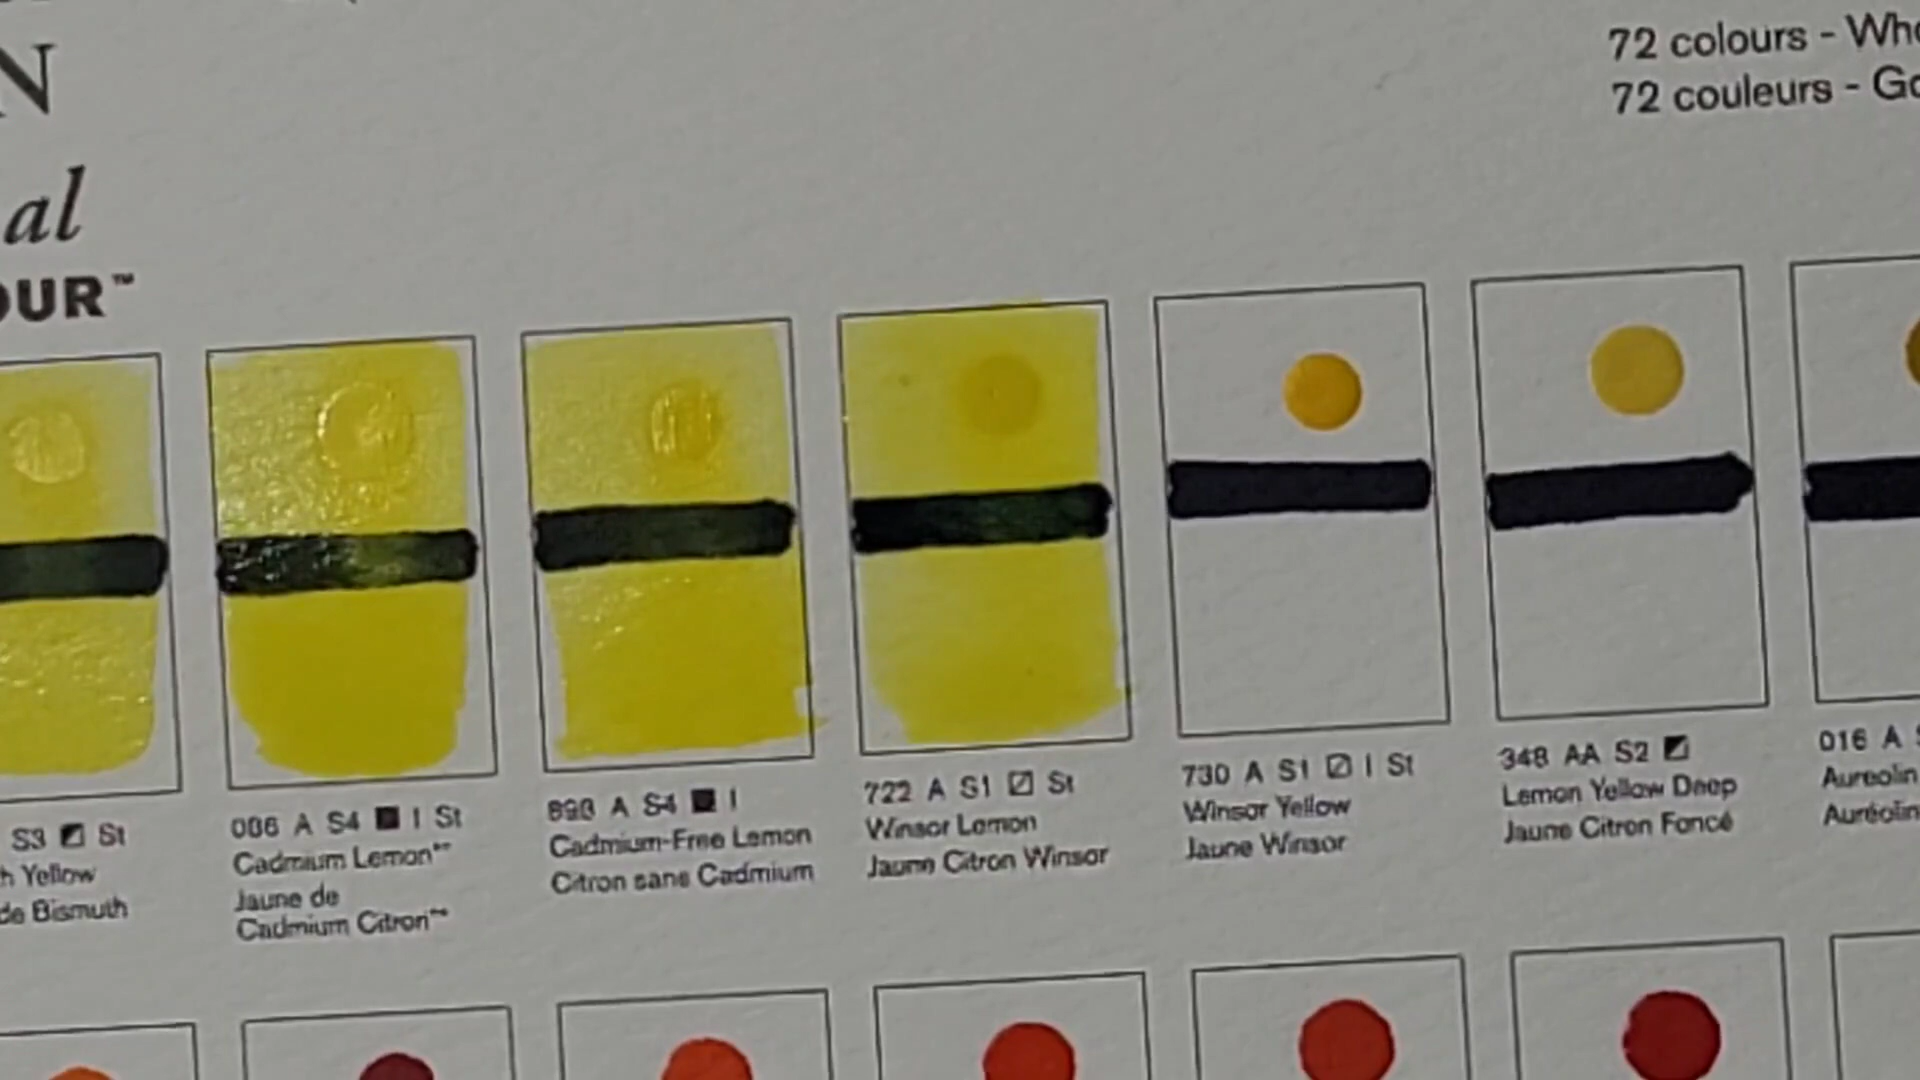 N
al
OUR™
72 colours - Who
72 couleurs - Go
S3 St
h Yellow
de Bismuth
086 A S4 I St
Cadmium Lemon**
Jaune de
Cadmium Citron**
898 A S4 I
Cadmium-Free Lemon
Citron sans Cadmium
722 A S1 St
Winsor Lemon
Jaune Citron Winsor
730 A S1 I St
Winsor Yellow
Jaune Winsor
348 AA S2
Lemon Yellow Deep
Jaune Citron Foncé
016 A S
Aureolin
Auréolin